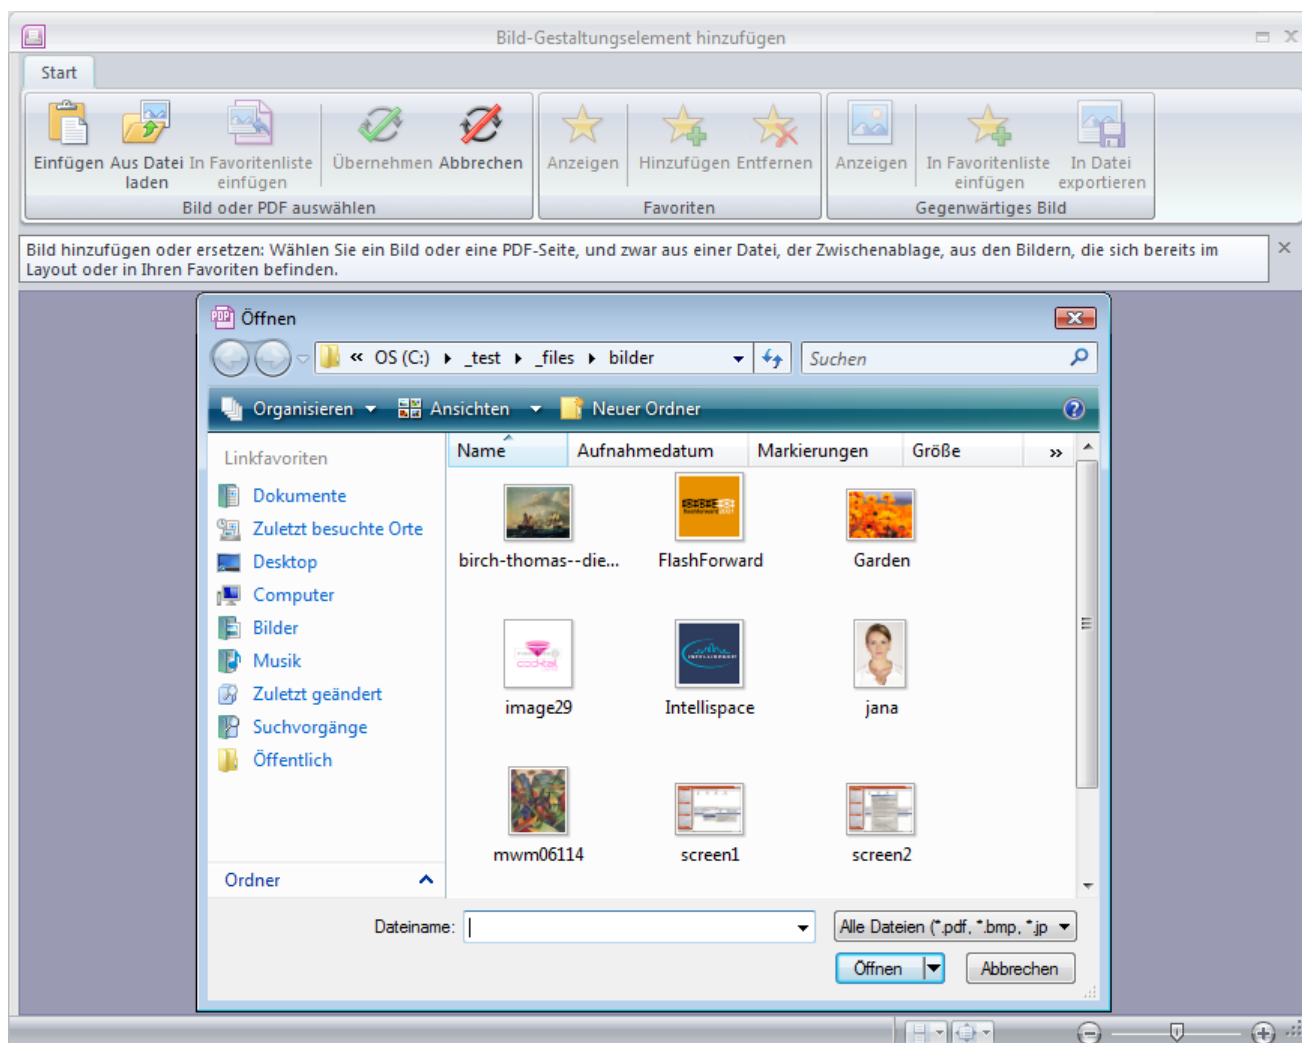 Bild-Gestaltungselement hinzufügen
Start
Einfügen
Aus Datei
laden
In Favoritenliste
einfügen
Übernehmen
Abbrechen
Anzeigen
Hinzufügen
Entfernen
Anzeigen
In Favoritenliste
einfügen
In Datei
exportieren
Bild oder PDF auswählen
Favoriten
Gegenwärtiges Bild
Bild hinzufügen oder ersetzen: Wählen Sie ein Bild oder eine PDF-Seite, und zwar aus einer Datei, der Zwischenablage, aus den Bildern, die sich bereits im
Layout oder in Ihren Favoriten befinden.
Öffnen
« OS (C:) ▸ _test ▸ _files ▸ bilder
Suchen
Organisieren
Ansichten
Neuer Ordner
Linkfavoriten
Dokumente
Zuletzt besuchte Orte
Desktop
Computer
Bilder
Musik
Zuletzt geändert
Suchvorgänge
Öffentlich
Ordner
Name
Aufnahmedatum
Markierungen
Größe
»
birch-thomas--die...
FlashForward
Garden
image29
Intellispace
jana
mwm06114
screen1
screen2
Dateiname:
Alle Dateien (*.pdf, *.bmp, *.jp
Öffnen
Abbrechen